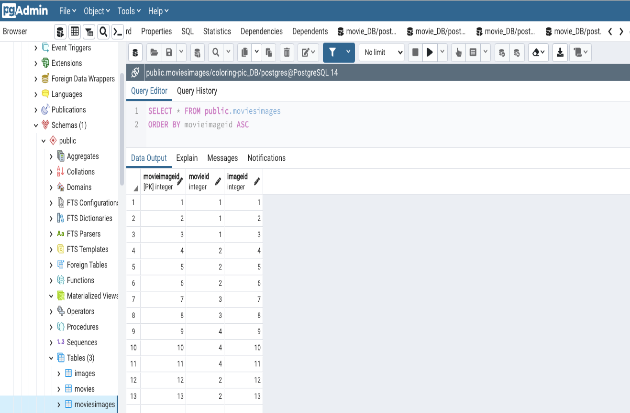 pgAdmin File Object Tools Help
Browser rd Properties SQL Statistics Dependencies Dependents movie_DB/pos... movie_DB/post... movie_DB/post... movie_DB/post.
Event Triggers
Extensions
Foreign Data Wrappers
Languages
Publications
Schemas (1)
public
Aggregates
Collations
Domains
FTS Configurations
FTS Dictionaries
FTS Parsers
FTS Templates
Foreign Tables
Functions
Materialized Views
Operators
Procedures
1..3 Sequences
Tables (3)
images
movies
moviesimages
No limit
public.moviesimages/coloring-pic_DB/postgres@PostgreSQL 14
Query Editor Query History
1 SELECT * FROM public.moviesimages
2 ORDER BY movieimageid ASC
Data Output Explain Messages Notifications
movieimageid movieid imageid
[PK] integer integer integer
1 1 1 1
2 2 1 2
3 3 1 3
4 4 2 4
5 5 2 5
6 6 2 6
7 7 3 7
8 8 3 8
9 9 4 9
10 10 4 10
11 11 4 11
12 12 2 12
13 13 2 13